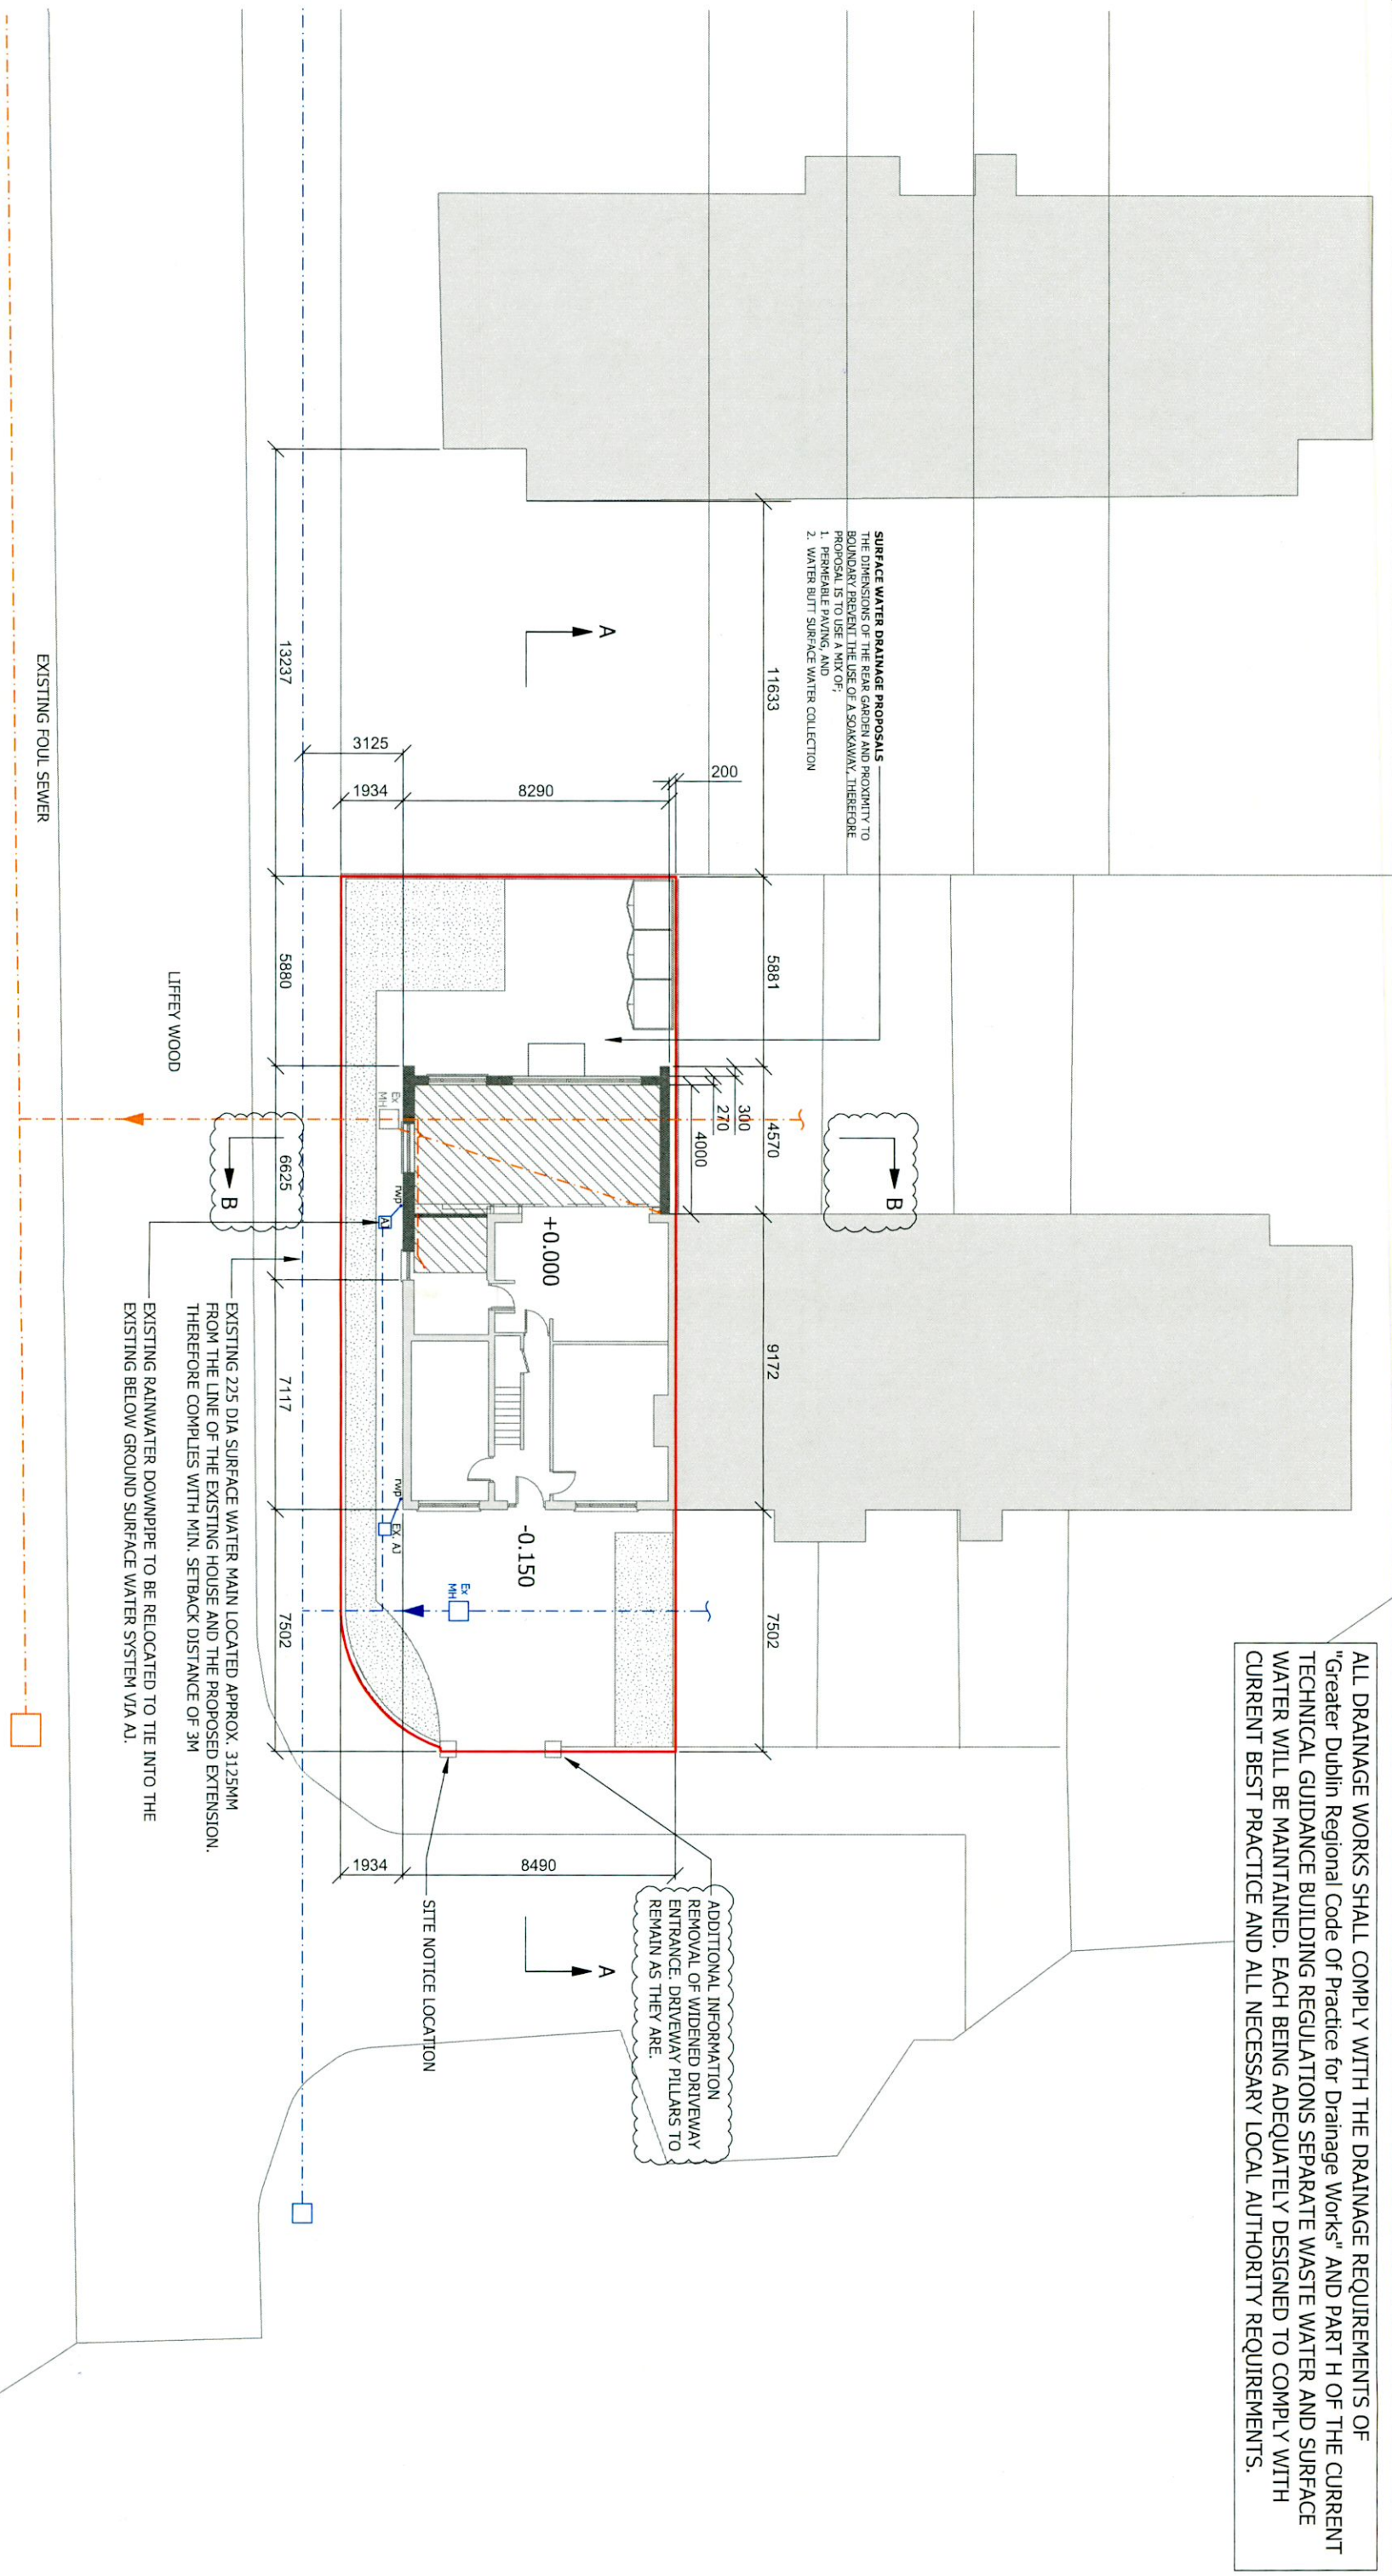 ALL DRAINAGE WORKS SHALL COMPLY WITH THE DRAINAGE REQUIREMENTS OF
"Greater Dublin Regional Code Of Practice for Drainage Works" AND PART H OF THE CURRENT
TECHNICAL GUIDANCE BUILDING REGULATIONS SEPARATE WASTE WATER AND SURFACE
WATER WILL BE MAINTAINED. EACH BEING ADEQUATELY DESIGNED TO COMPLY WITH
CURRENT BEST PRACTICE AND ALL NECESSARY LOCAL AUTHORITY REQUIREMENTS.
SURFACE WATER DRAINAGE PROPOSALS
THE DIMENSIONS OF THE REAR GARDEN AND PROXIMITY TO
BOUNDARY PREVENT THE USE OF A SOAKAWAY, THEREFORE
PROPOSAL IS TO USE A MIX OF;
1. PERMEABLE PAVING, AND
2. WATER BUTT SURFACE WATER COLLECTION
B
11633
5881
4570
9172
7502
200
300
270
4000
ADDITIONAL INFORMATION
REMOVAL OF WIDENED DRIVEWAY
ENTRANCE. DRIVEWAY PILLARS TO
REMAIN AS THEY ARE.
A
A
8290
+0.000
-0.150
8490
Ex
MH
SITE NOTICE LOCATION
3125
1934
Ex
MH
rwp
AJ
rwp
EX. AJ
1934
13237
5880
6625
7117
7502
B
EXISTING 225 DIA SURFACE WATER MAIN LOCATED APPROX. 3125MM
FROM THE LINE OF THE EXISTING HOUSE AND THE PROPOSED EXTENSION.
THEREFORE COMPLIES WITH MIN. SETBACK DISTANCE OF 3M
LIFFEY WOOD
EXISTING RAINWATER DOWNPIPE TO BE RELOCATED TO TIE INTO THE
EXISTING BELOW GROUND SURFACE WATER SYSTEM VIA AJ.
EXISTING FOUL SEWER